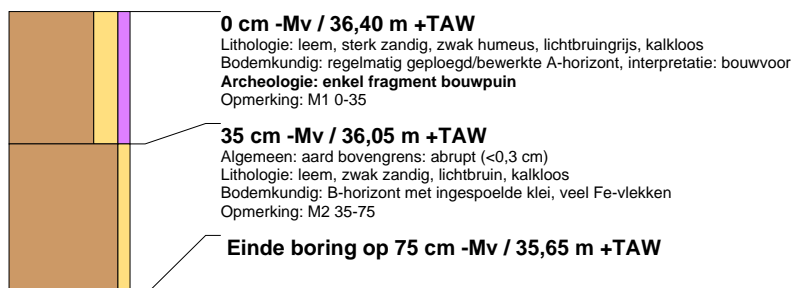 0 cm -Mv / 36,40 m +TAW
Lithologie: leem, sterk zandig, zwak humeus, lichtbruingrijs, kalkloos
Bodemkundig: regelmatig geploegd/bewerkte A-horizont, interpretatie: bouwvoor
Archeologie: enkel fragment bouwpuin
Opmerking: M1 0-35
35 cm -Mv / 36,05 m +TAW
Algemeen: aard bovengrens: abrupt (<0,3 cm)
Lithologie: leem, zwak zandig, lichtbruin, kalkloos
Bodemkundig: B-horizont met ingespoelde klei, veel Fe-vlekken
Opmerking: M2 35-75
Einde boring op 75 cm -Mv / 35,65 m +TAW